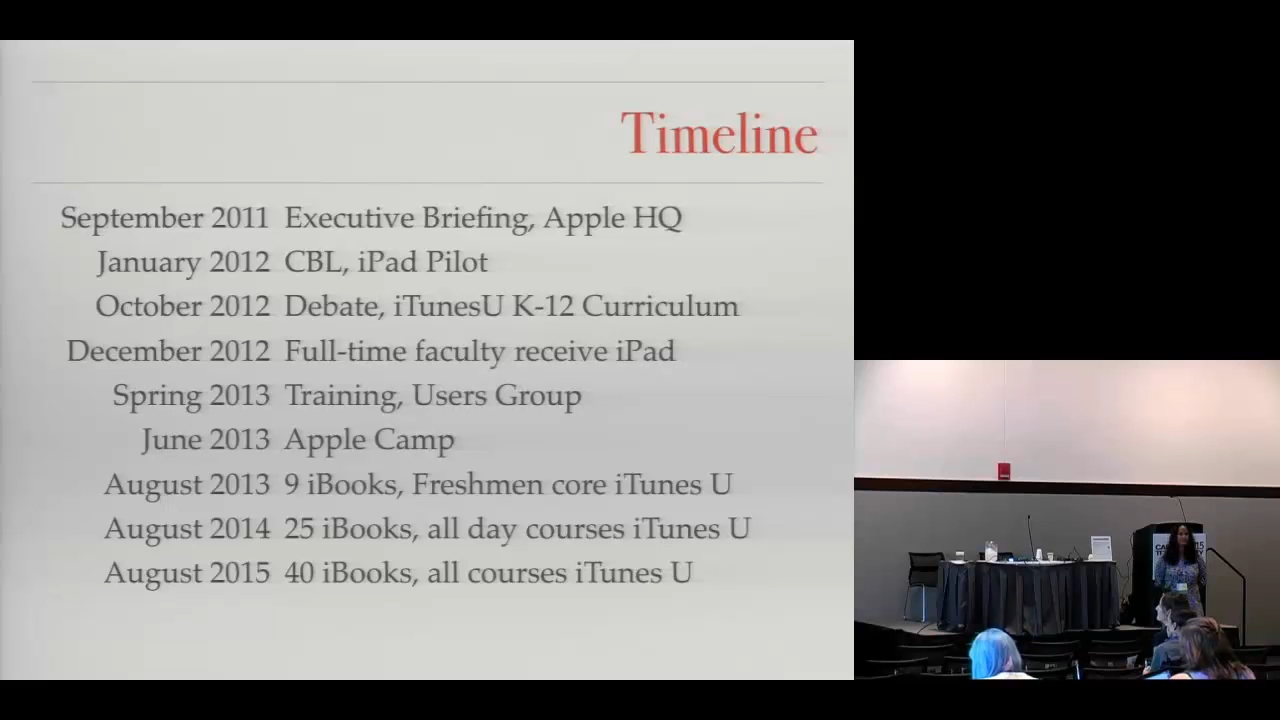 Timeline
September 2011 Executive Briefing, Apple HQ
January 2012 CBL, iPad Pilot
October 2012 Debate, iTunesU K-12 Curriculum
December 2012 Full-time faculty receive iPad
Spring 2013 Training, Users Group
June 2013 Apple Camp
August 2013 9 iBooks, Freshmen core iTunes U
August 2014 25 iBooks, all day courses iTunes U
August 2015 40 iBooks, all courses iTunes U